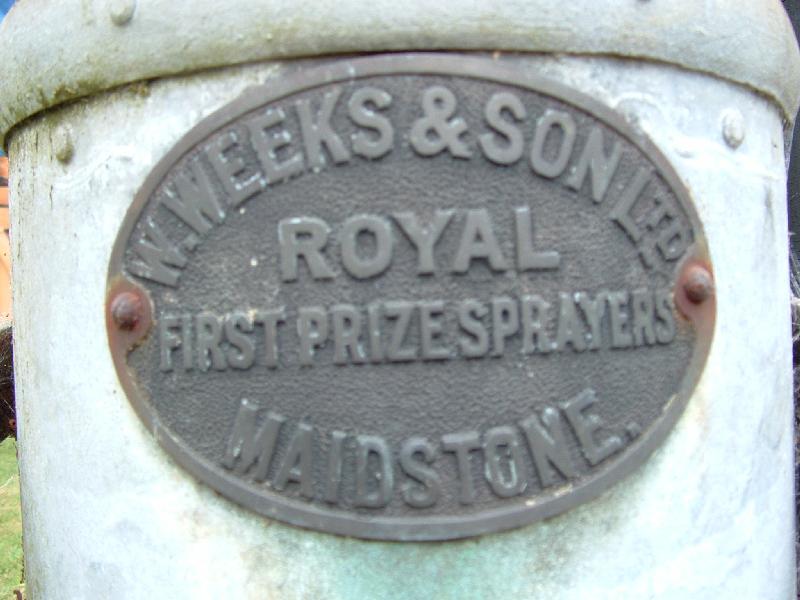 W. WEEKS & SON LTD
ROYAL
FIRST PRIZE SPRAYERS
MAIDSTONE.